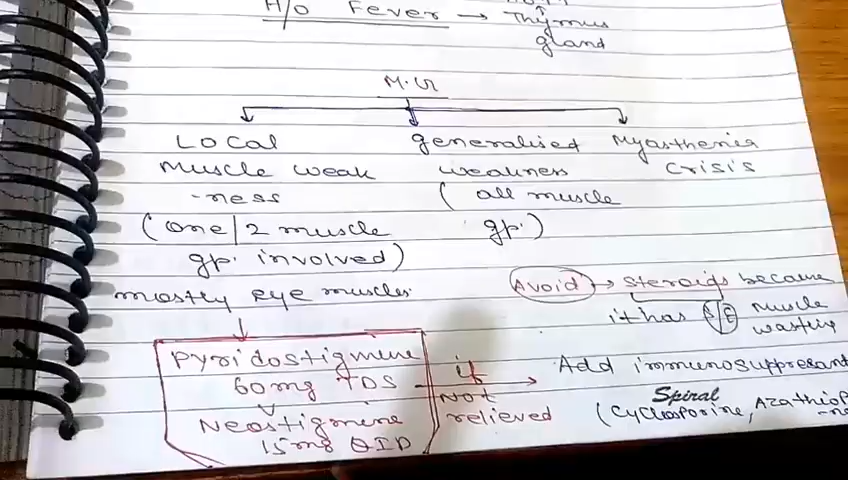 H/O Fever → Thymus
gland
M.G
Local
muscle weak
-ness
(one/2 muscle
gp. involved)
mostly eye muscles.
generalised
weakness
(all muscle
gp.)
Myasthenia
crisis
Avoid → steroids because
it has S/E muscle
wasting
Pyridostigmine
60mg TDS
Neostigmine
15mg QID
if
NOT
relieved
Add immunosuppresant
Spiral
(Cyclosporine, Azathiop
-ne